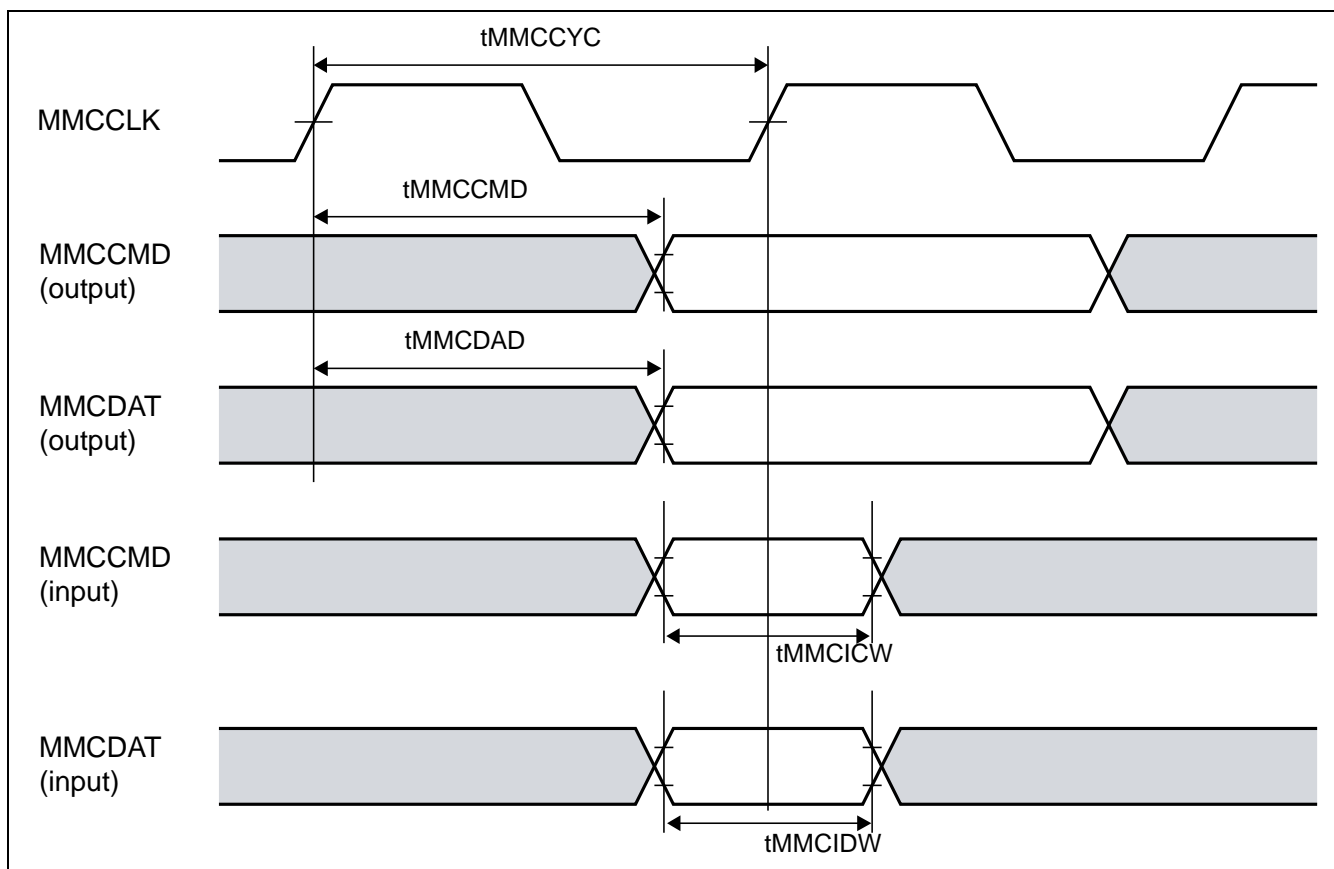 tMMCCYC
MMCCLK
tMMCCMD
MMCCMD
(output)
tMMCDAD
MMCDAT
(output)
MMCCMD
(input)
tMMCICW
MMCDAT
(input)
tMMCIDW